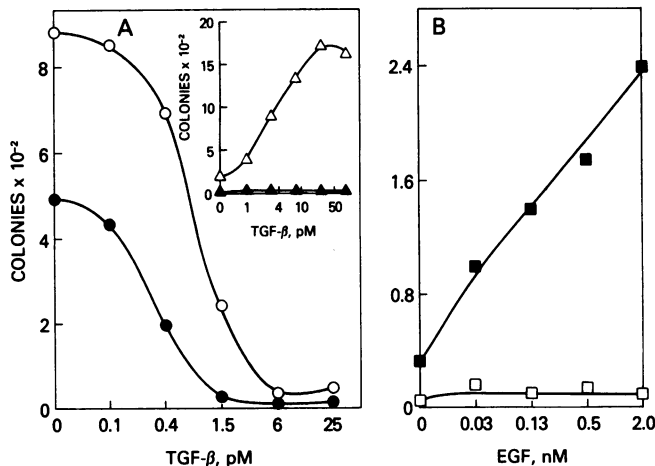 A
COLONIES × 10⁻²
8
6
4
2
0
0 0.1 0.4 1.5 6 25
TGF-β, pM
COLONIES × 10⁻²
20
15
10
5
0
0 1 4 10 50
TGF-β, pM
B
2.4
1.6
0.8
0
0 0.03 0.13 0.5 2.0
EGF, nM